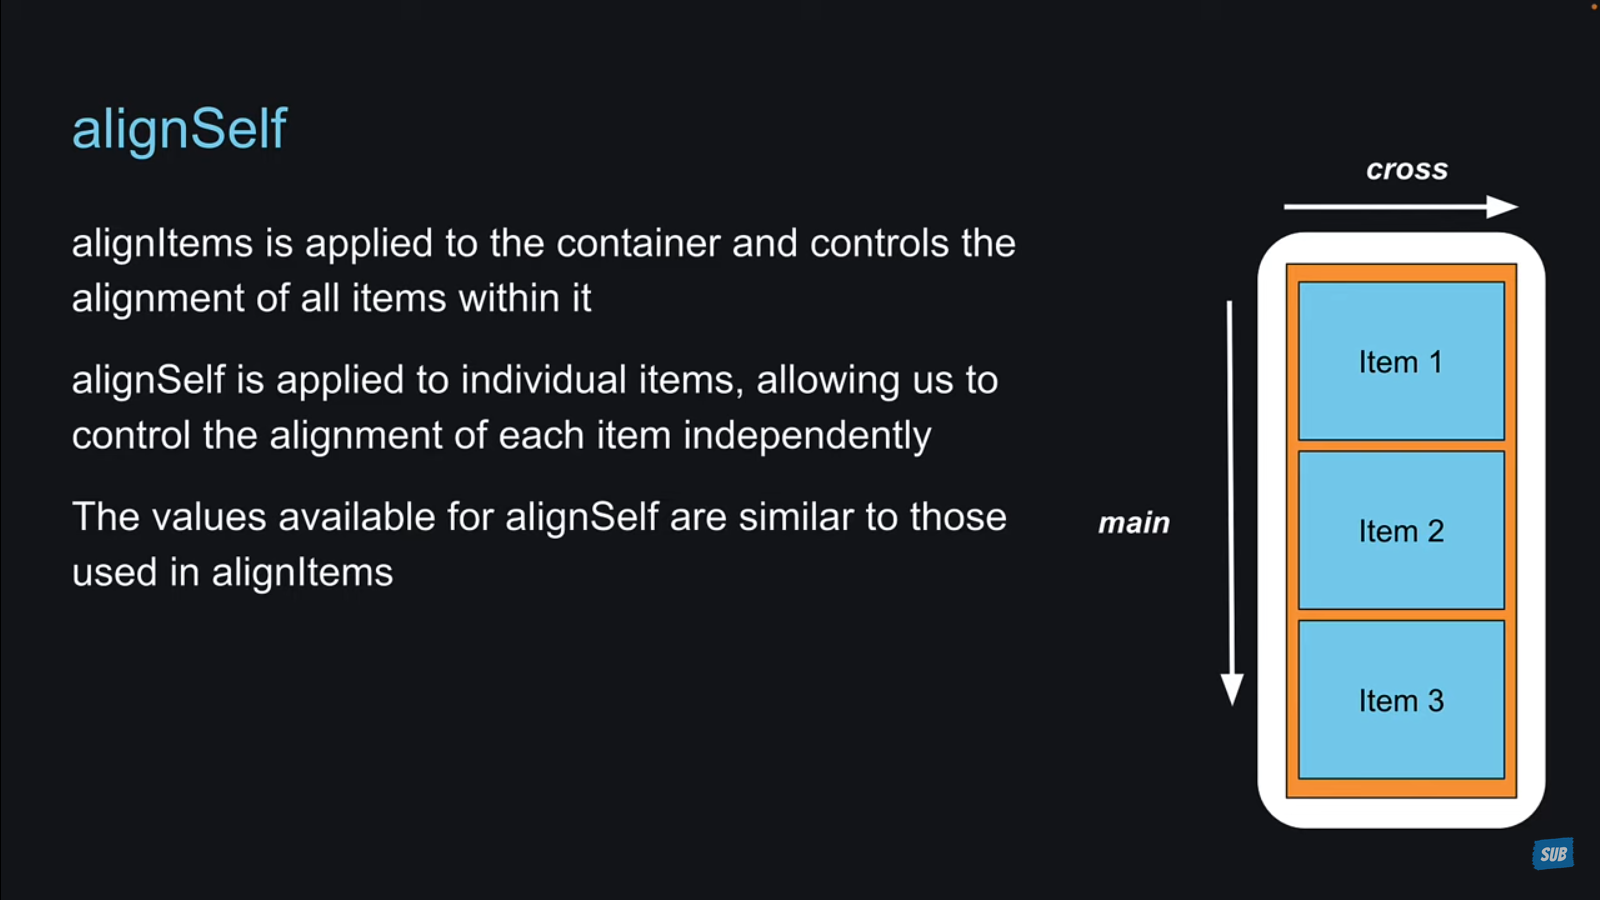 alignSelf
alignItems is applied to the container and controls the
alignment of all items within it
alignSelf is applied to individual items, allowing us to
control the alignment of each item independently
The values available for alignSelf are similar to those
used in alignItems
cross
main
Item 1
Item 2
Item 3
SUB